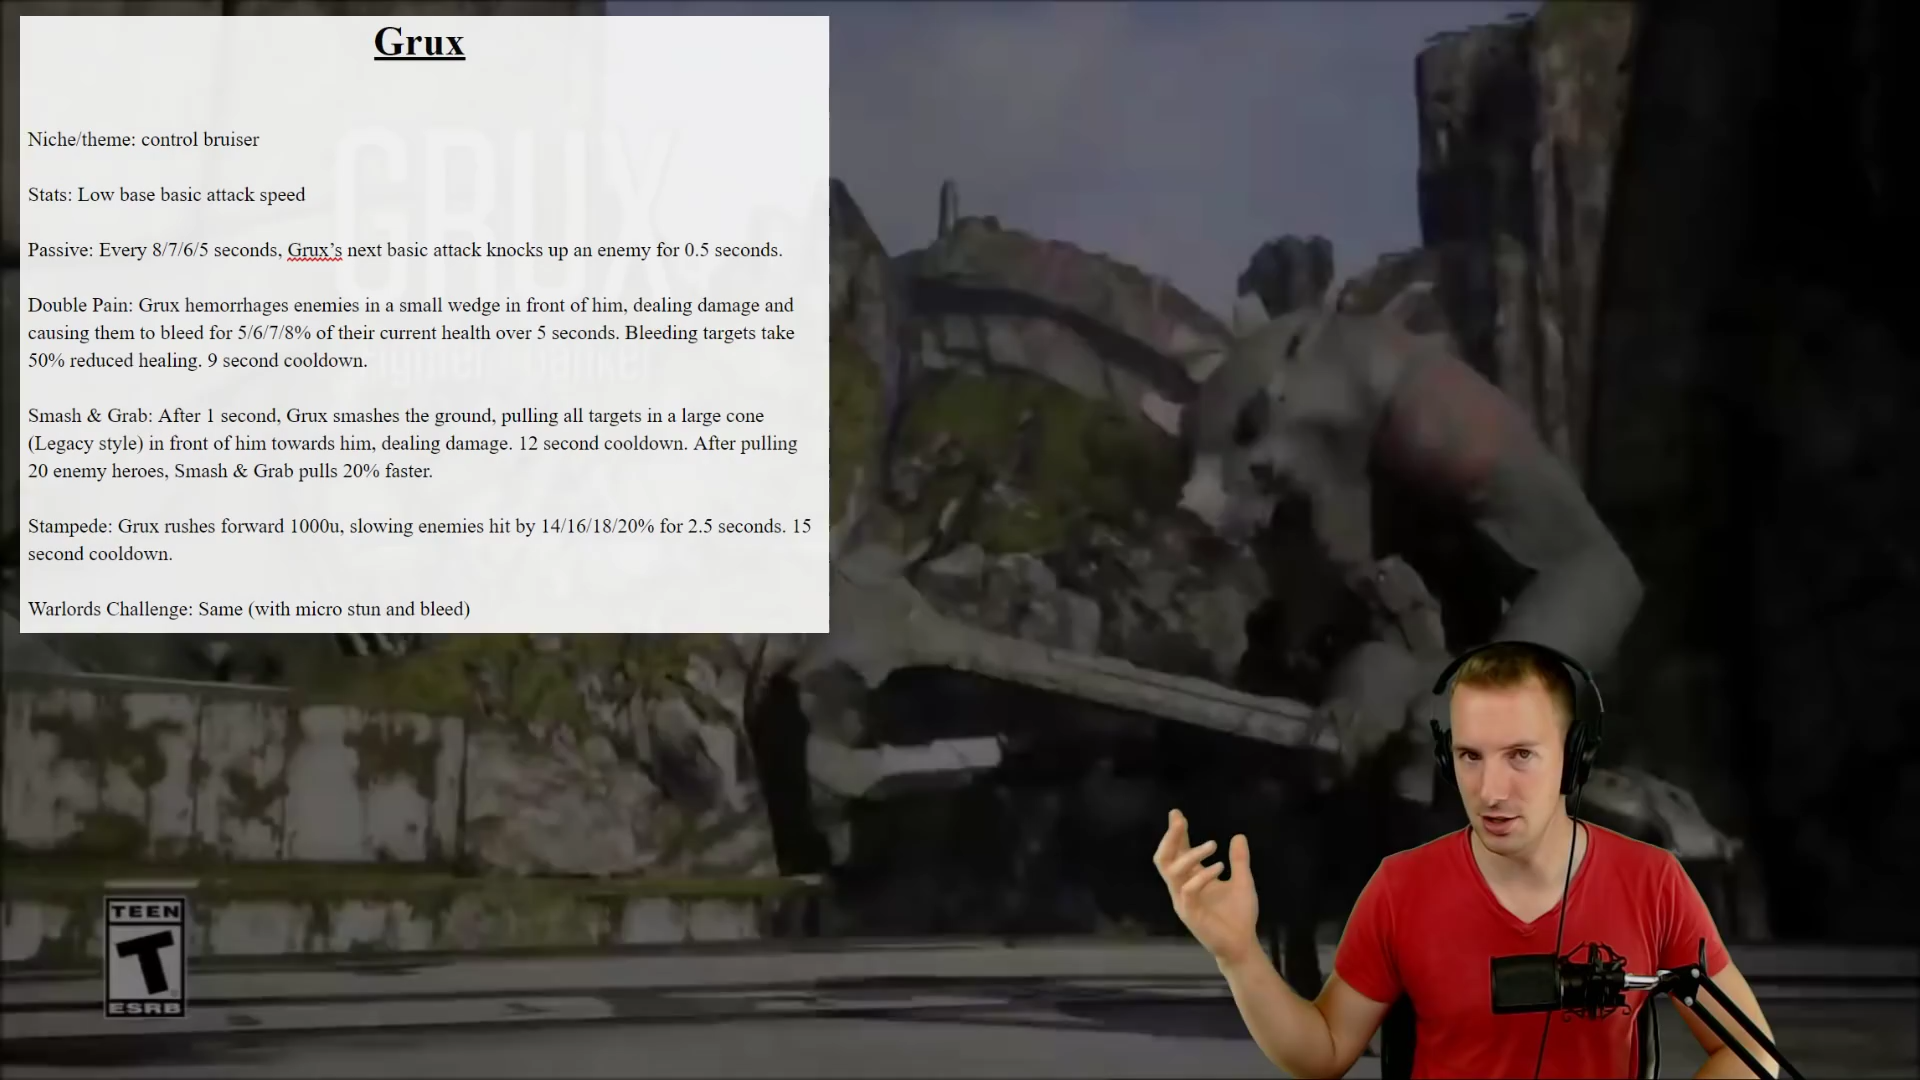 Grux
GRUX
Niche/theme: control bruiser
Stats: Low base basic attack speed
Passive: Every 8/7/6/5 seconds, Grux’s next basic attack knocks up an enemy for 0.5 seconds.
Double Pain: Grux hemorrhages enemies in a small wedge in front of him, dealing damage and
causing them to bleed for 5/6/7/8% of their current health over 5 seconds. Bleeding targets take
50% reduced healing. 9 second cooldown.
Smash & Grab: After 1 second, Grux smashes the ground, pulling all targets in a large cone
(Legacy style) in front of him towards him, dealing damage. 12 second cooldown. After pulling
20 enemy heroes, Smash & Grab pulls 20% faster.
Stampede: Grux rushes forward 1000u, slowing enemies hit by 14/16/18/20% for 2.5 seconds. 15
second cooldown.
Warlords Challenge: Same (with micro stun and bleed)
TEEN
T
ESRB